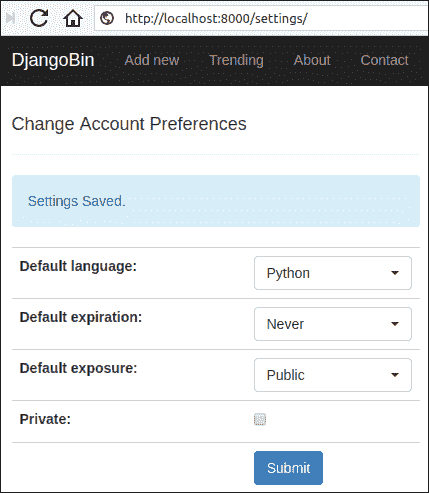 http://localhost:8000/settings/
DjangoBin Add new Trending About Contact
Change Account Preferences
Settings Saved.
Default language: Python
Default expiration: Never
Default exposure: Public
Private:
Submit